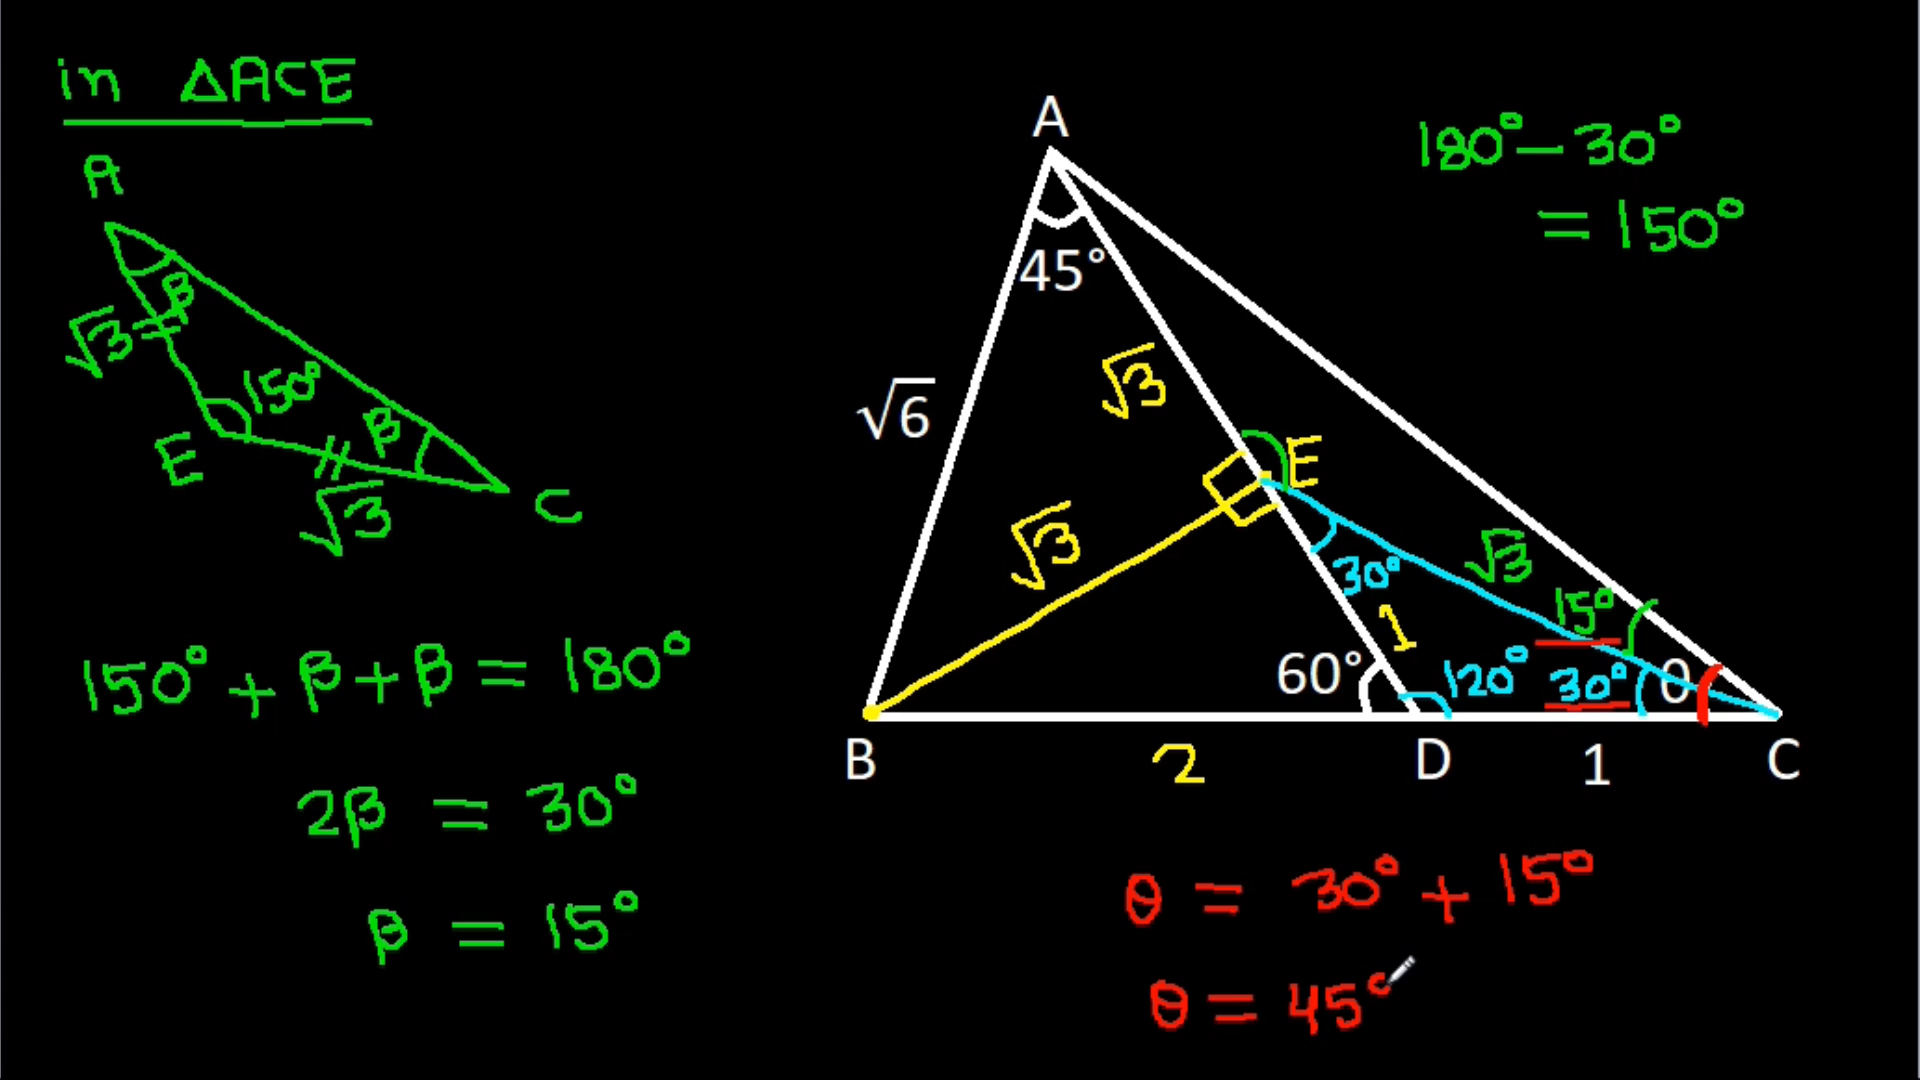 in ΔACE
A
β
√3
150°
β
E
√3
C
150° + β + β = 180°
2β = 30°
β = 15°
180° − 30°
= 150°
A
45°
√6
√3
E
√3
√3
30°
15°
1
60°
120°
30°
θ
B
2
D
1
C
θ = 30° + 15°
θ = 45°